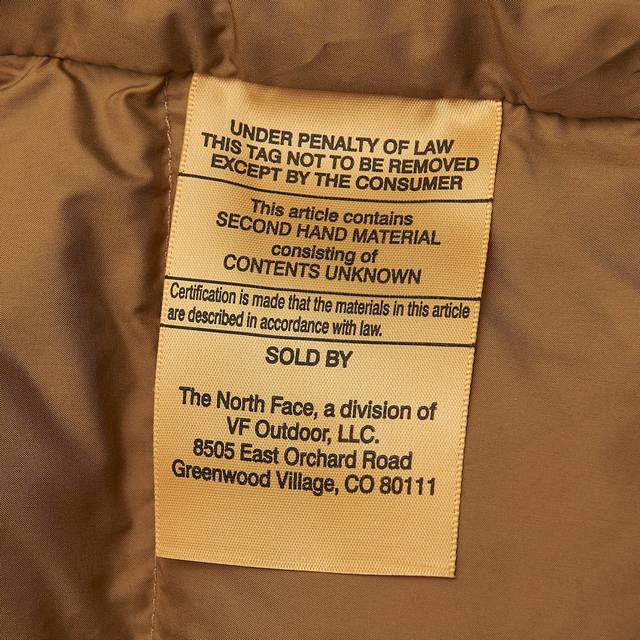 UNDER PENALTY OF LAW
THIS TAG NOT TO BE REMOVED
EXCEPT BY THE CONSUMER
This article contains
SECOND HAND MATERIAL
consisting of
CONTENTS UNKNOWN
Certification is made that the materials in this article
are described in accordance with law.
SOLD BY
The North Face, a division of
VF Outdoor, LLC.
8505 East Orchard Road
Greenwood Village, CO 80111